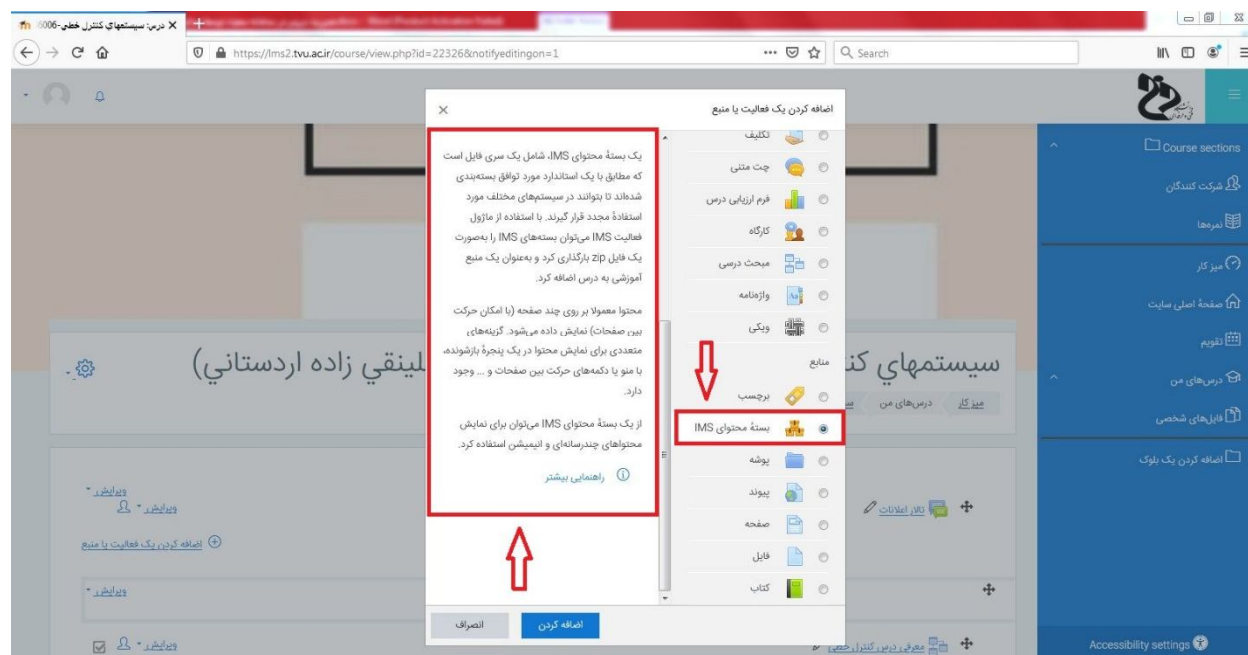 درس: سیستمهاي کنترل خطي-6006
https://lms2.tvu.ac.ir/course/view.php?id=22326&notifyeditingon=1
Search
اضافه کردن یک فعالیت یا منبع
تکلیف
چت متنی
فرم ارزیابی درس
کارگاه
مبحث درسی
واژه‌نامه
ویکی
منابع
برچسب
بستهٔ محتوای IMS
پوشه
پیوند
صفحه
فایل
کتاب
یک بستهٔ محتوای IMS، شامل یک سری فایل است
که مطابق با یک استاندارد مورد توافق بسته‌بندی
شده‌اند تا بتوانند در سیستم‌های مختلف مورد
استفادهٔ مجدد قرار گیرند. با استفاده از ماژول
فعالیت IMS می‌توان بسته‌های IMS را به‌صورت
یک فایل zip بارگذاری کرد و به‌عنوان یک منبع
آموزشی به درس اضافه کرد.
محتوا معمولا بر روی چند صفحه (با امکان حرکت
بین صفحات) نمایش داده می‌شود. گزینه‌های
متعددی برای نمایش محتوا در یک پنجرهٔ بازشونده،
با منو یا دکمه‌های حرکت بین صفحات و ... وجود
دارد.
از یک بستهٔ محتوای IMS می‌توان برای نمایش
محتواهای چندرسانه‌ای و انیمیشن استفاده کرد.
راهنمایی بیشتر
اضافه کردن
انصراف
Course sections
شرکت کنندگان
نمره‌ها
میز کار
صفحهٔ اصلی سایت
تقویم
درس‌های من
فایل‌های شخصی
اضافه کردن یک بلوک
Accessibility settings
سیستمهاي کنت
لینقي زاده اردستاني)
میز کار
درس‌های من
تالار اعلانات
ویرایش
ویرایش
اضافه کردن یک فعالیت یا منبع
ویرایش
معرفی درس کنترل خطی
ویرایش